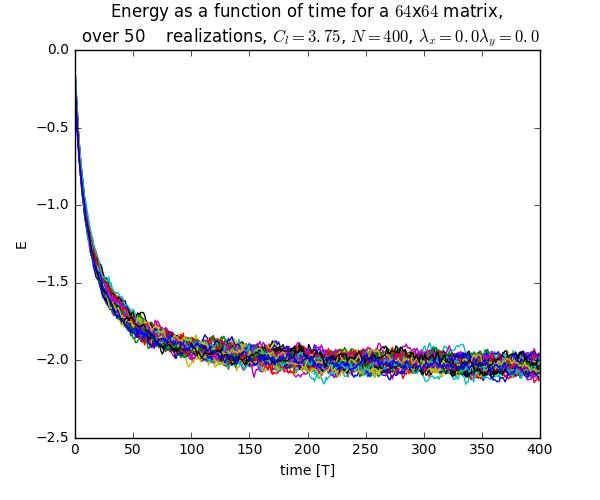 Energy as a function of time for a 64x64 matrix,
over 50 realizations, C_l = 3.75, N = 400, λ_x = 0.0λ_y = 0.0
0.0
−0.5
−1.0
−1.5
−2.0
−2.5
E
0 50 100 150 200 250 300 350 400
time [T]